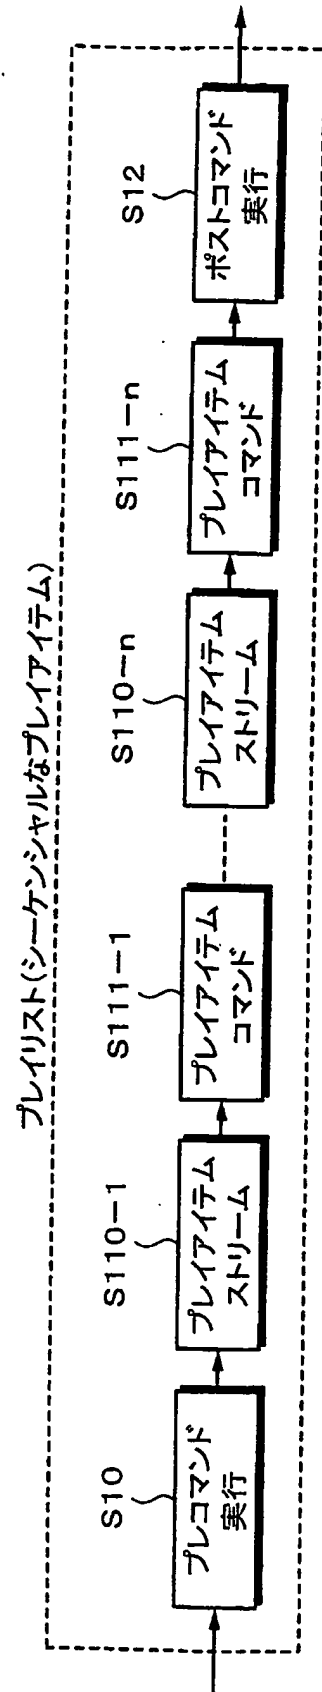 プレイリスト(シーケンシャルなプレイアイテム)
S10
プレコマンド
実行
S110-1
プレイアイテム
ストリーム
S111-1
プレイアイテム
コマンド
S110-n
プレイアイテム
ストリーム
S111-n
プレイアイテム
コマンド
S12
ポストコマンド
実行